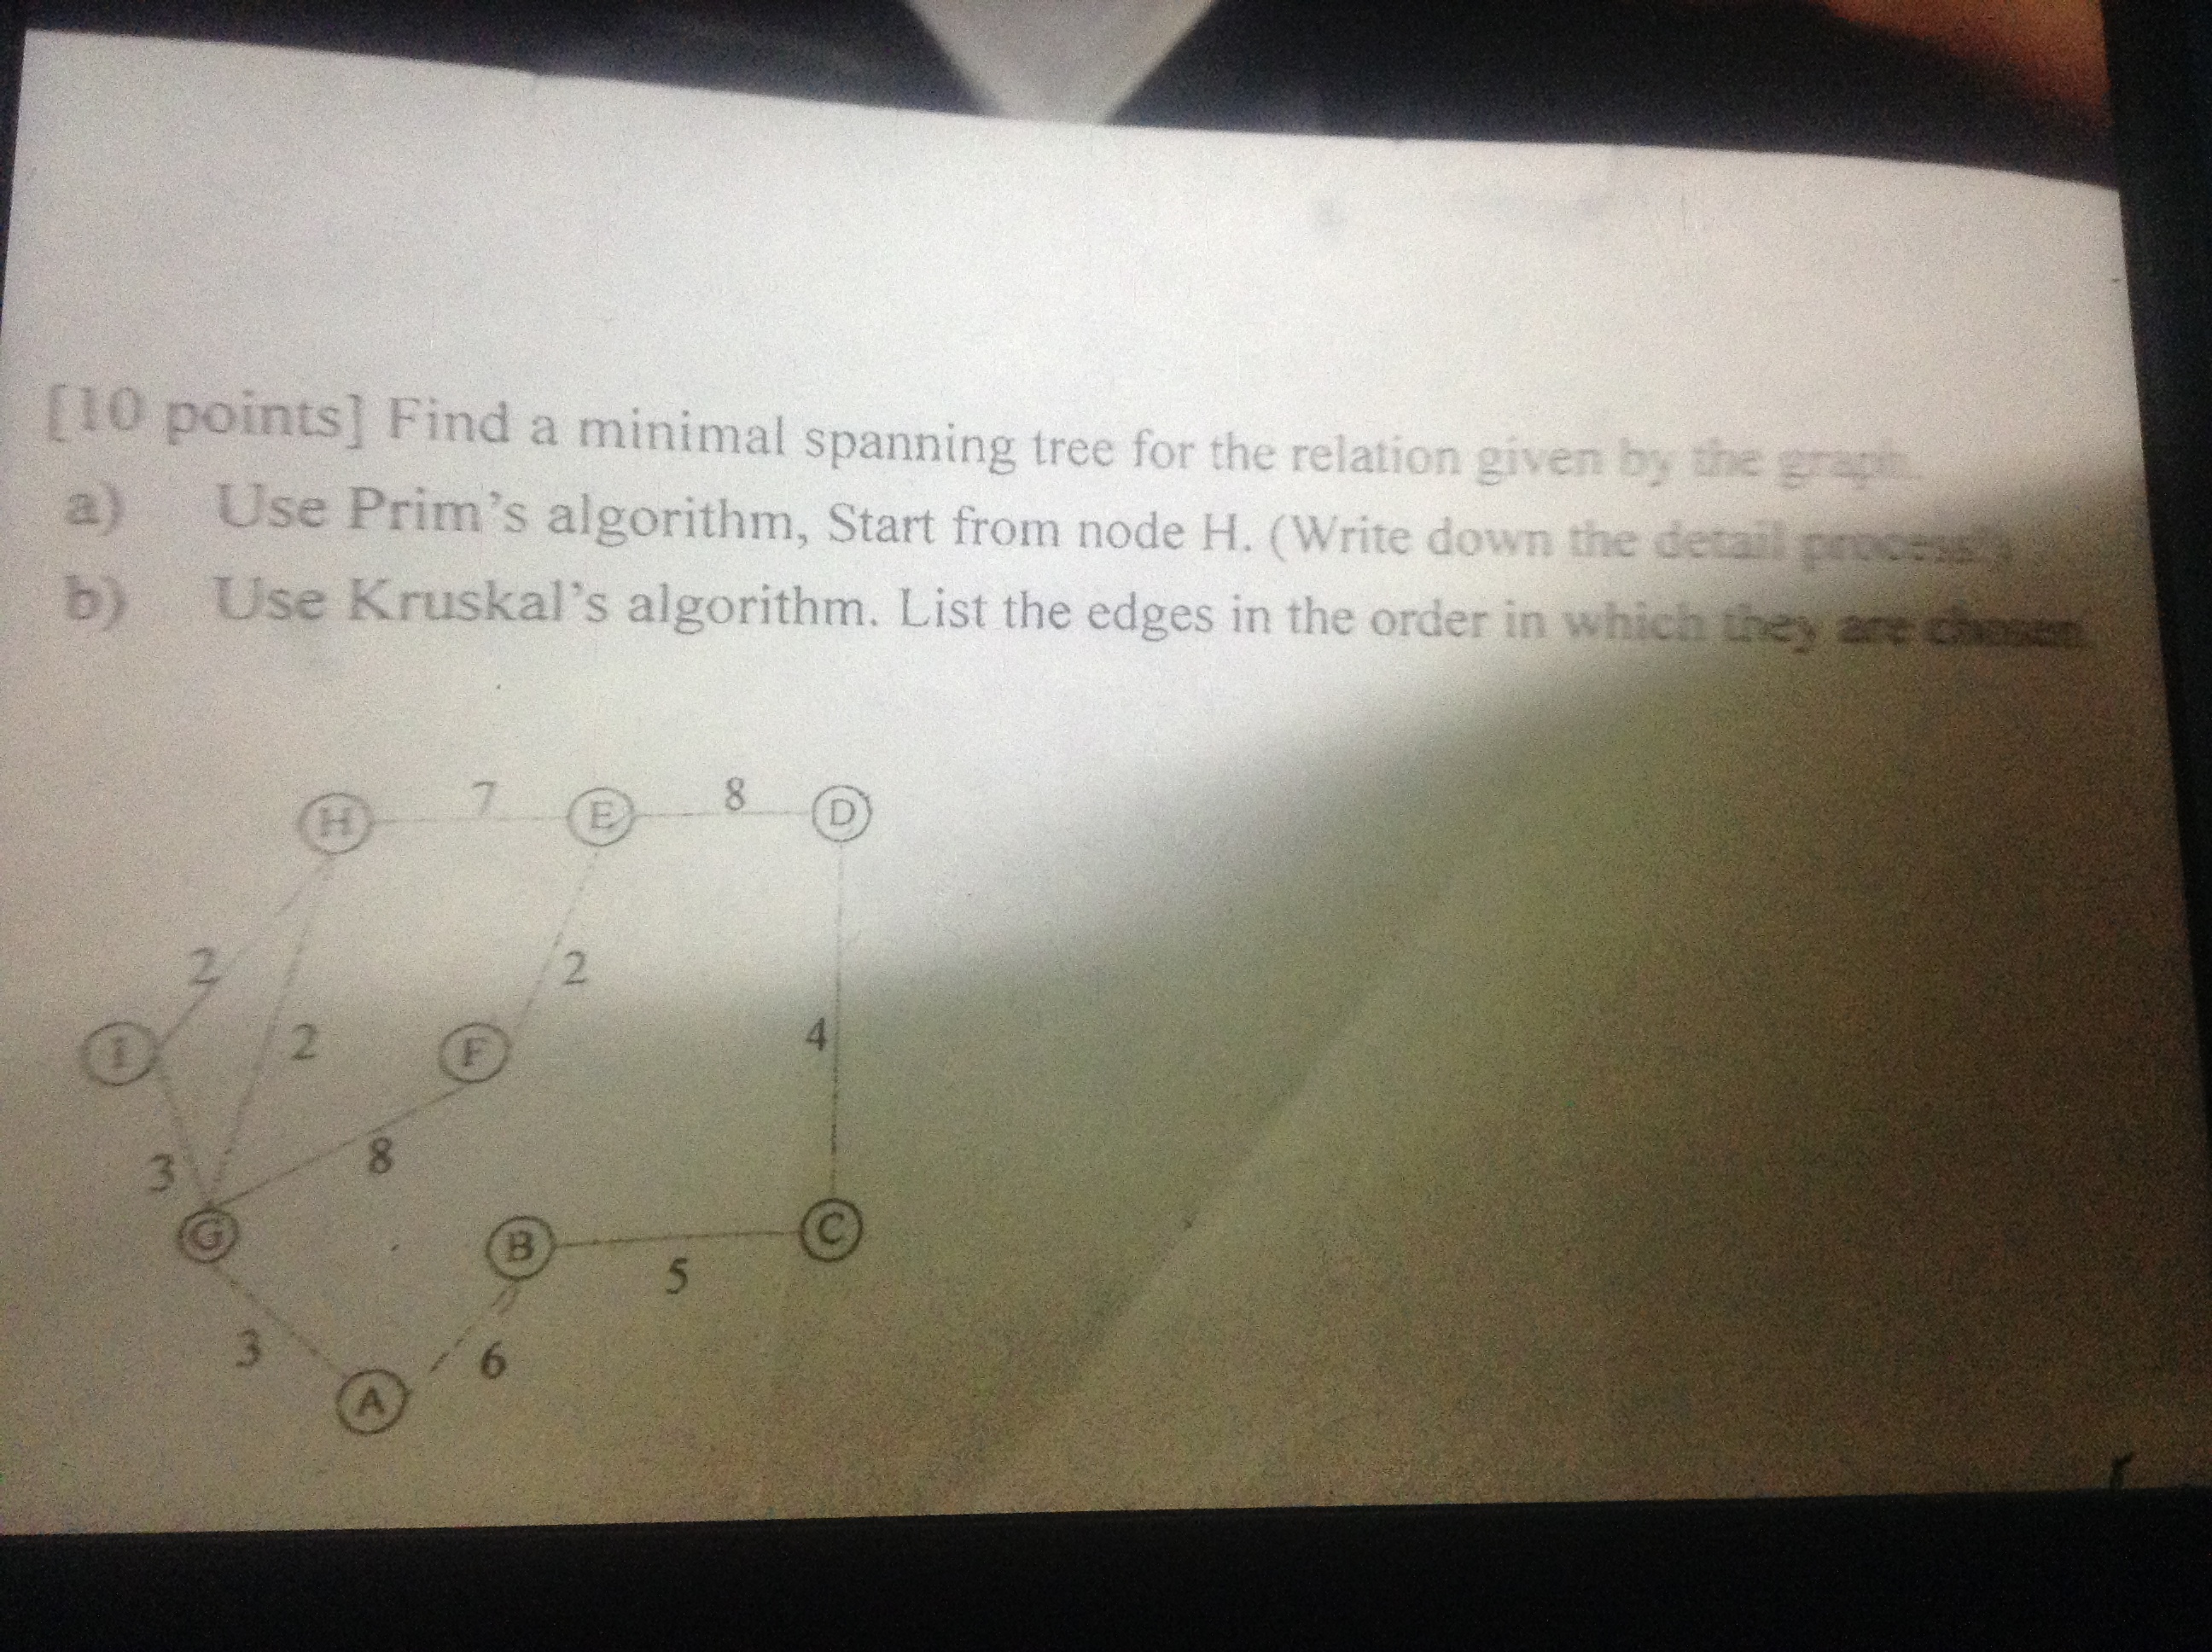 [10 points] Find a minimal spanning tree for the relation given by the graph.
a) Use Prim's algorithm, Start from node H. (Write down the detail process)
b) Use Kruskal's algorithm. List the edges in the order in which they are chosen.
H 7 E 8 D
2 2
I 2 F 4
3 8
G B 5 C
3 6
A